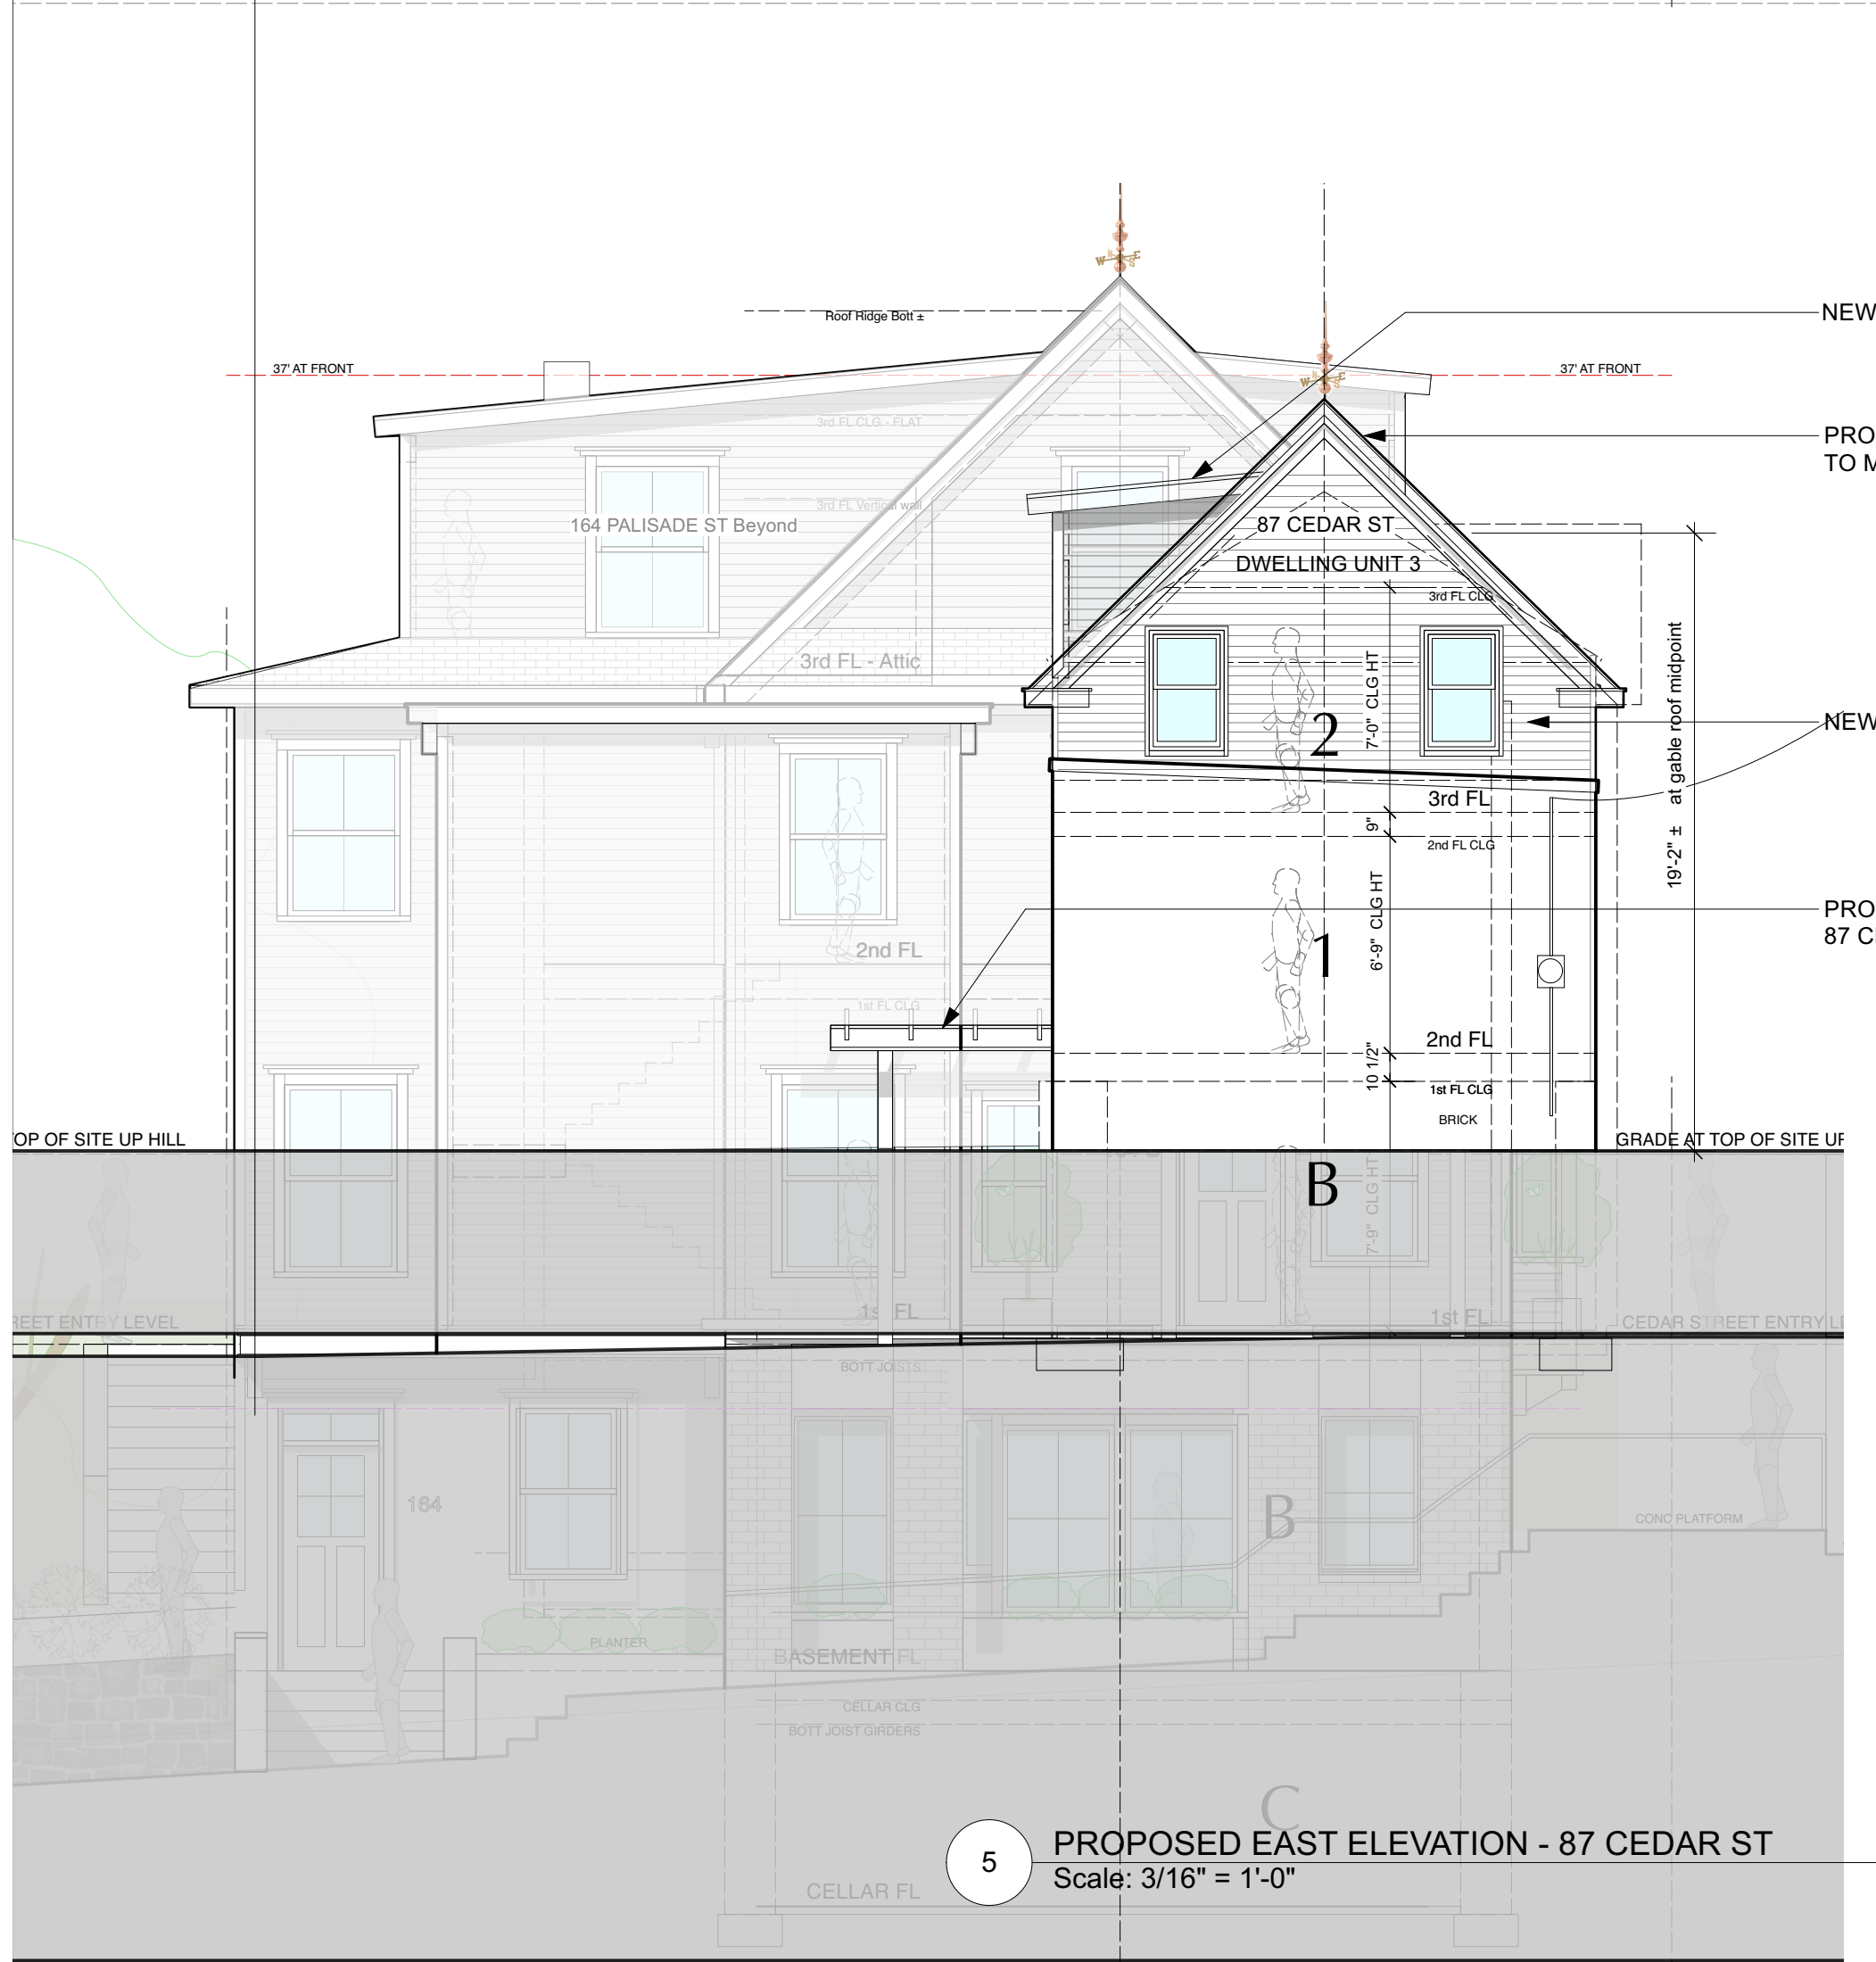 W N E S
Roof Ridge Bott ±
NEW
37' AT FRONT
37' AT FRONT
W N E S
3rd FL CLG - FLAT
PRO
TO M
3rd FL Vertical wall
164 PALISADE ST Beyond
87 CEDAR ST
DWELLING UNIT 3
3rd FL CLG
3rd FL - Attic
7'-0" CLG HT
2
NEW
19'-2" ± at gable roof midpoint
3rd FL
9"
2nd FL CLG
6'-9" CLG HT
PRO
87 C
2nd FL
1
1st FL CLG
2nd FL
10 1/2"
1st FL CLG
BRICK
OP OF SITE UP HILL
GRADE AT TOP OF SITE UP
B
7'-9" CLG HT
1st FL
1st FL
REET ENTRY LEVEL
CEDAR STREET ENTRY LE
BOTT JOISTS
164
B
CONC PLATFORM
PLANTER
BASEMENT FL
CELLAR CLG
BOTT JOIST GIRDERS
C
5
PROPOSED EAST ELEVATION - 87 CEDAR ST
Scale: 3/16" = 1'-0"
CELLAR FL